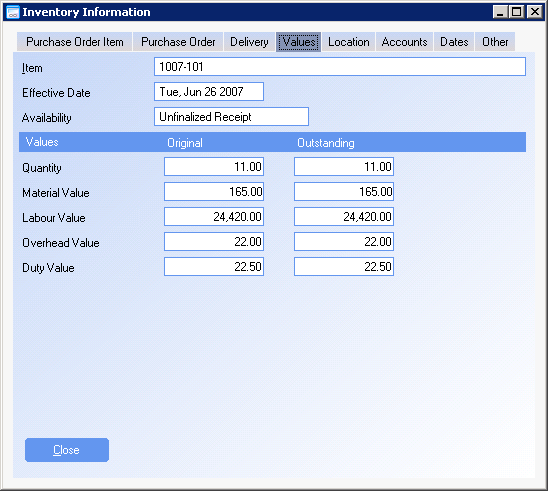 Inventory Information
Purchase Order Item Purchase Order Delivery Values Location Accounts Dates Other
Item 1007-101
Effective Date Tue, Jun 26 2007
Availability Unfinalized Receipt
Values Original Outstanding
Quantity 11.00 11.00
Material Value 165.00 165.00
Labour Value 24,420.00 24,420.00
Overhead Value 22.00 22.00
Duty Value 22.50 22.50
Close